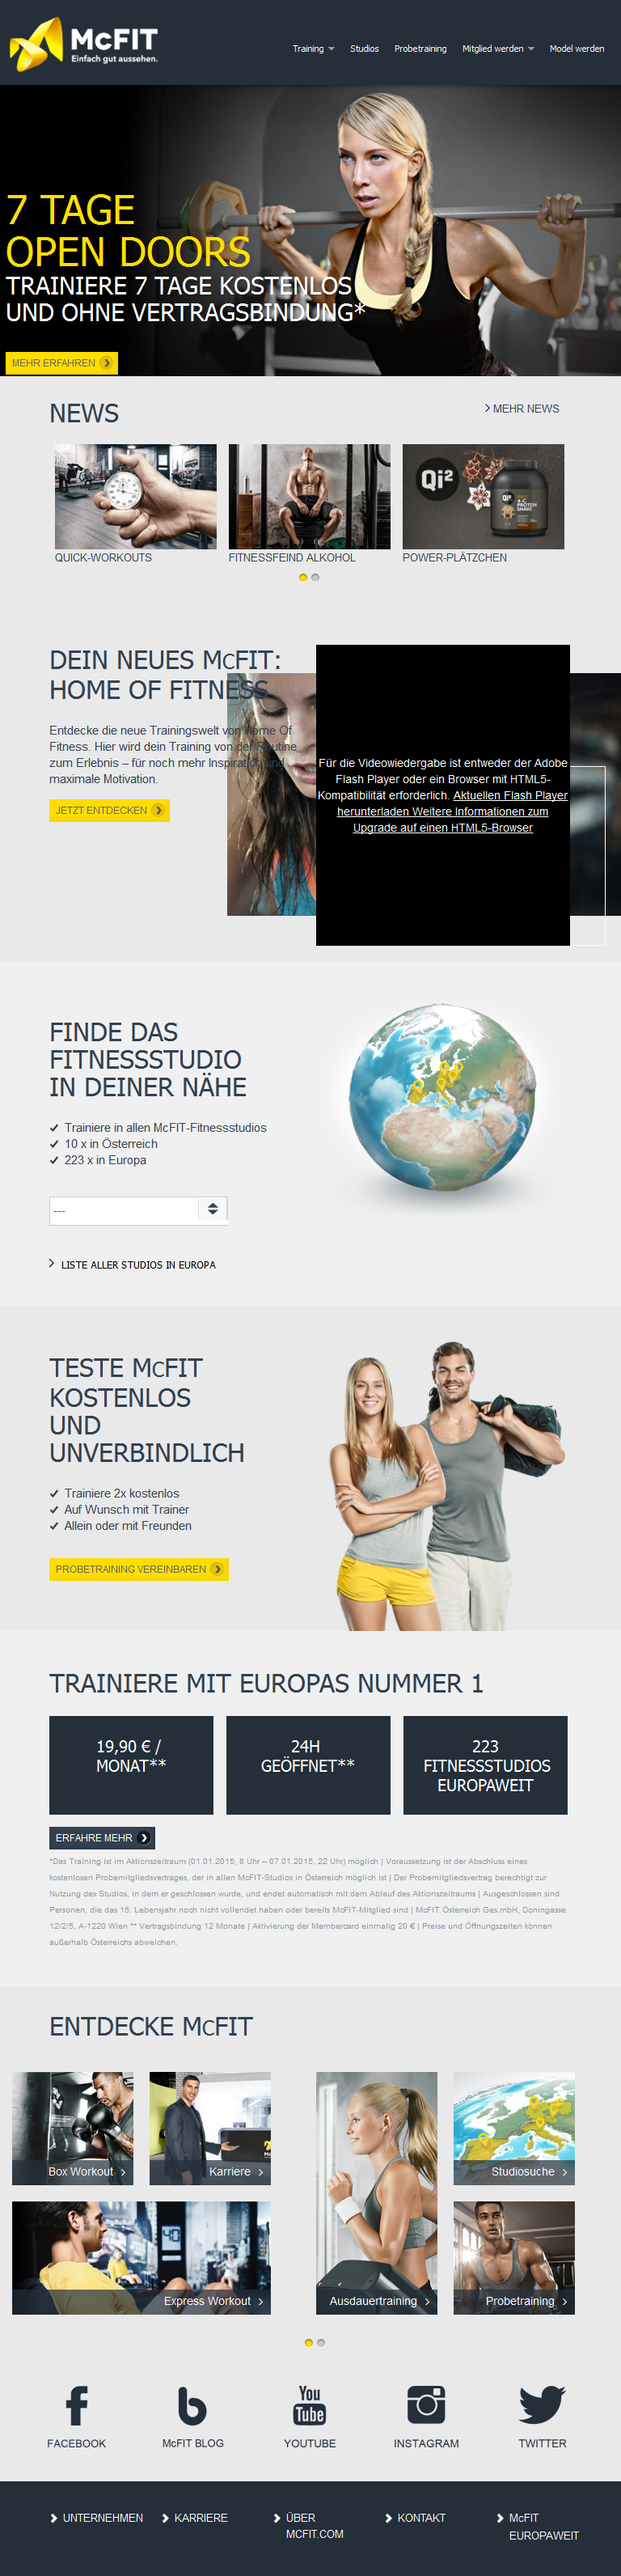 McFIT
Einfach gut aussehen.
Training
Studios
Probetraining
Mitglied werden
Model werden
7 TAGE
OPEN DOORS
TRAINIERE 7 TAGE KOSTENLOS
UND OHNE VERTRAGSBINDUNG*
MEHR ERFAHREN
NEWS
MEHR NEWS
Qi²
Qi²
4-C
PROTEIN
SHAKE
QUICK-WORKOUTS
FITNESSFEIND ALKOHOL
POWER-PLÄTZCHEN
DEIN NEUES McFIT:
HOME OF FITNESS
Entdecke die neue Trainingswelt von Home Of
Fitness. Hier wird dein Training von der Routine
zum Erlebnis – für noch mehr Inspiration und
maximale Motivation.
JETZT ENTDECKEN
Für die Videowiedergabe ist entweder der Adobe
Flash Player oder ein Browser mit HTML5-
Kompatibilität erforderlich. Aktuellen Flash Player
herunterladen Weitere Informationen zum
Upgrade auf einen HTML5-Browser
FINDE DAS
FITNESSSTUDIO
IN DEINER NÄHE
Trainiere in allen McFIT-Fitnessstudios
10 x in Österreich
223 x in Europa
---
LISTE ALLER STUDIOS IN EUROPA
TESTE McFIT
KOSTENLOS
UND
UNVERBINDLICH
Trainiere 2x kostenlos
Auf Wunsch mit Trainer
Allein oder mit Freunden
PROBETRAINING VEREINBAREN
TRAINIERE MIT EUROPAS NUMMER 1
19,90 € /
MONAT**
24H
GEÖFFNET**
223
FITNESSSTUDIOS
EUROPAWEIT
ERFAHRE MEHR
*Das Training ist im Aktionszeitraum (01.01.2015, 8 Uhr – 07.01.2015, 22 Uhr) möglich | Voraussetzung ist der Abschluss eines
kostenlosen Probemitgliedsvertrages, der in allen McFIT-Studios in Österreich möglich ist | Der Probemitgliedsvertrag berechtigt zur
Nutzung des Studios, in dem er geschlossen wurde, und endet automatisch mit dem Ablauf des Aktionszeitraums | Ausgeschlossen sind
Personen, die das 15. Lebensjahr noch nicht vollendet haben oder bereits McFIT-Mitglied sind | McFIT Österreich Ges.mbH, Doningasse
12/2/5, A-1220 Wien ** Vertragsbindung 12 Monate | Aktivierung der Membercard einmalig 20 € | Preise und Öffnungszeiten können
außerhalb Österreichs abweichen.
ENTDECKE McFIT
Box Workout
Karriere
Studiosuche
Express Workout
Ausdauertraining
Probetraining
You
Tube
FACEBOOK
McFIT BLOG
YOUTUBE
INSTAGRAM
TWITTER
UNTERNEHMEN
KARRIERE
ÜBER
MCFIT.COM
KONTAKT
McFIT
EUROPAWEIT